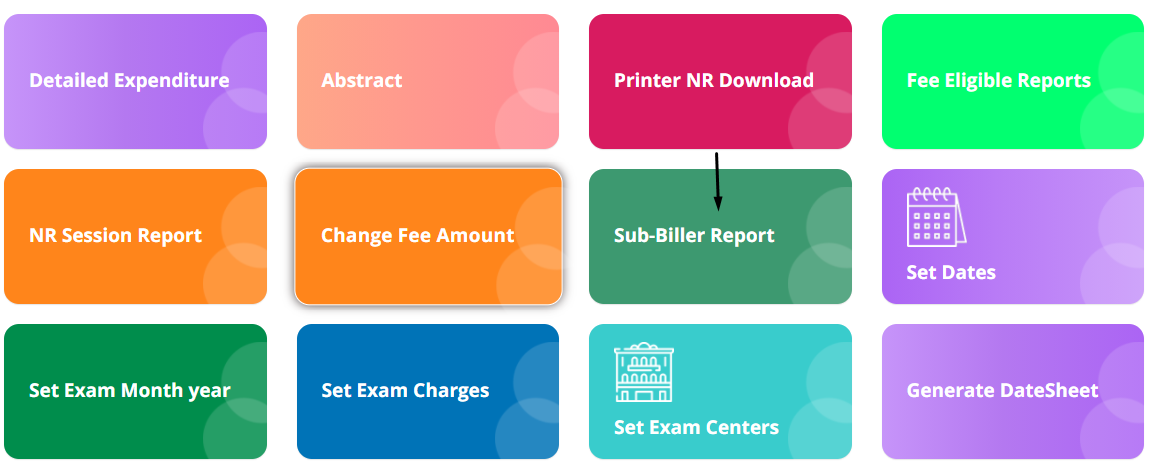 Detailed Expenditure
Abstract
Printer NR Download
Fee Eligible Reports
NR Session Report
Change Fee Amount
Sub-Biller Report
Set Dates
Set Exam Month year
Set Exam Charges
Set Exam Centers
Generate DateSheet